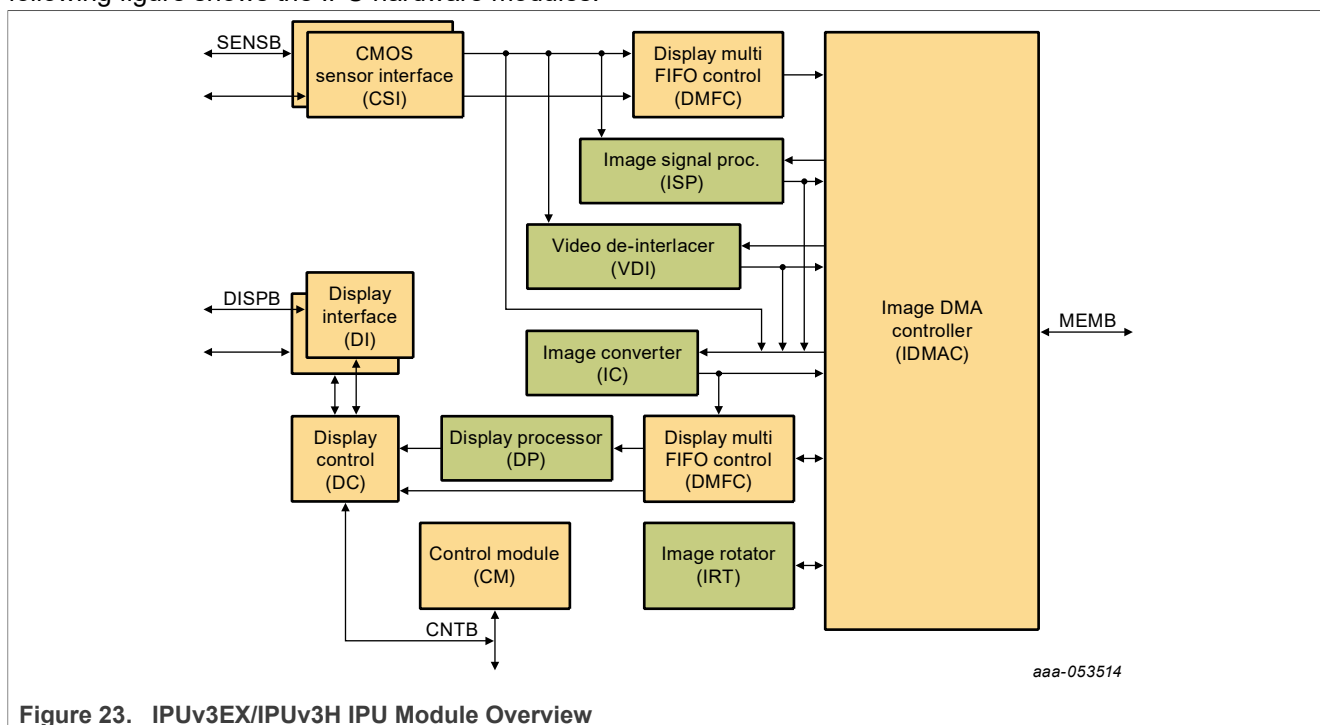 following figure shows the IPU hardware modules.
SENSB
CMOS
sensor interface
(CSI)
Display multi
FIFO control
(DMFC)
Image signal proc.
(ISP)
Video de-interlacer
(VDI)
DISPB
Display
interface
(DI)
Image DMA
controller
(IDMAC)
MEMB
Image converter
(IC)
Display
control
(DC)
Display processor
(DP)
Display multi
FIFO control
(DMFC)
Control module
(CM)
Image rotator
(IRT)
CNTB
aaa-053514
Figure 23. IPUv3EX/IPUv3H IPU Module Overview